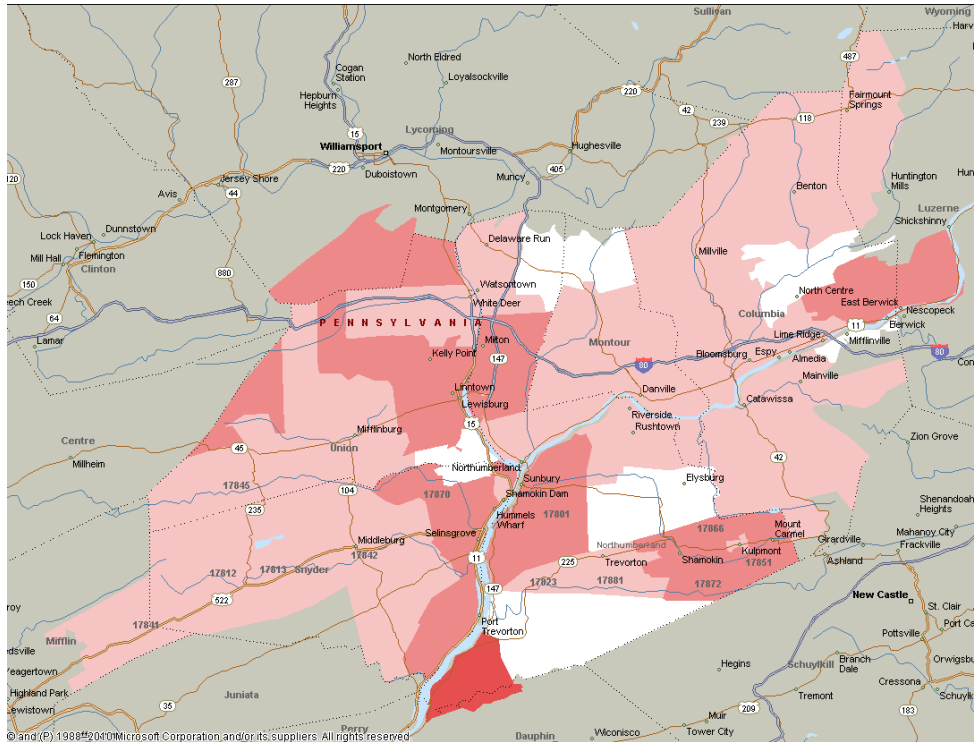 Sullivan
Wyoming
Harv
North Eldred
Cogan
Station
Loyalsockville
Hepburn
Heights
487
287
220
Fairmount
Springs
42
239
118
15
Lycoming
Williamsport
Montoursville
Hughesville
220
Duboistown
405
Muncy
120
Jersey Shore
Avis
44
Benton
Huntington
Mills
Hun
Luzerne
Shickshinny
Montgomery
Dunnstown
Lock Haven
Flemington
Mill Hall
Clinton
Delaware Run
Millville
880
150
eech Creek
64
Watsontown
White Deer
North Centre
East Berwick
Nescopeck
Berwick
PENNSYLVANIA
Columbia
11
Lamar
Milton
Kelly Point
147
Montour
Lime Ridge
Mifflinville
80
Bloomsburg
Espy
Almedia
80
Con
Mainville
Linntown
Lewisburg
Danville
Catawissa
Riverside
Rushtown
15
Mifflinburg
Centre
Millheim
45
Union
42
Zion Grove
Northumberland
Sunbury
Elysburg
17845
104
17870
Shamokin Dam
235
Hummels
Wharf
17801
17866
Shenandoah
Heights
Mount
Carmel
Selinsgrove
Middleburg
17842
Northumberland
Girardville
Mahanoy City
Frackville
Kulpmont
17851
Ashland
11
225
Trevorton
Shamokin
17812
17813
Snyder
17823
17881
17872
522
147
New Castle
St. Clair
Port Ca
17841
Port
Trevorton
Pottsville
Mifflin
roy
edsville
Yeagertown
Hegins
Schuylkill
Branch
Dale
Orwigsbu
Highland Park
Lewistown
Juniata
Tremont
Cressona
Schuylk
35
209
183
Perry
Dauphin
Wiconisco
Muir
Tower City
© and (P) 1988–2010 Microsoft Corporation and/or its suppliers. All rights reserved.